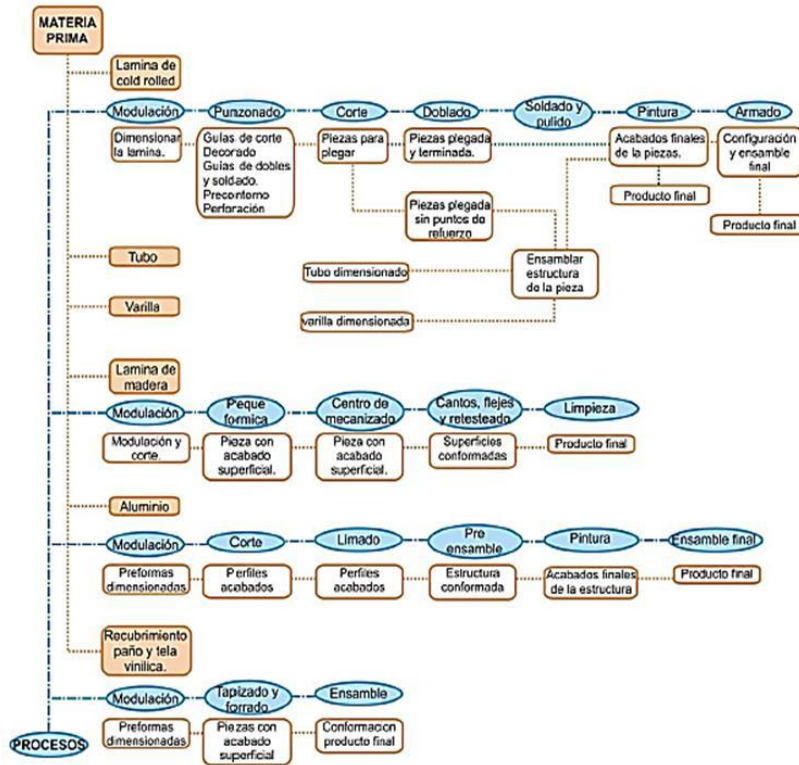 MATERIA
PRIMA
Lamina de
cold rolled
Modulación
Punzonado
Corte
Doblado
Soldado y
pulido
Pintura
Armado
Dimensionar
la lamina.
Guias de corte
Decorado
Guias de dobles
y soldado.
Precontorno
Perforación
Piezas para
plegar
Piezas plegada
y terminada.
Acabados finales
de la piezas.
Configuración
y ensamble
final
Producto final
Producto final
Piezas plegada
sin puntos de
refuerzo
Tubo
Tubo dimensionado
Ensamblar
estructura
de la pieza
Varilla
varilla dimensionada
Lamina de
madera
Modulación
Peque
formica
Centro de
mecanizado
Cantos, flejes
y retesteado
Limpieza
Modulación y
corte.
Pieza con
acabado
superficial.
Pieza con
acabado
superficial.
Superficies
conformadas
Producto final
Aluminio
Modulación
Corte
Limado
Pre
ensamble
Pintura
Ensamble final
Preformas
dimensionadas
Perfiles
acabados
Perfiles
acabados
Estructura
conformada
Acabados finales
de la estructura
Producto final
Recubrimiento
paño y tela
vinilica.
Modulación
Tapizado y
forrado
Ensamble
PROCESOS
Preformas
dimensionadas
Piezas con
acabado
superficial
Conformacion
producto final